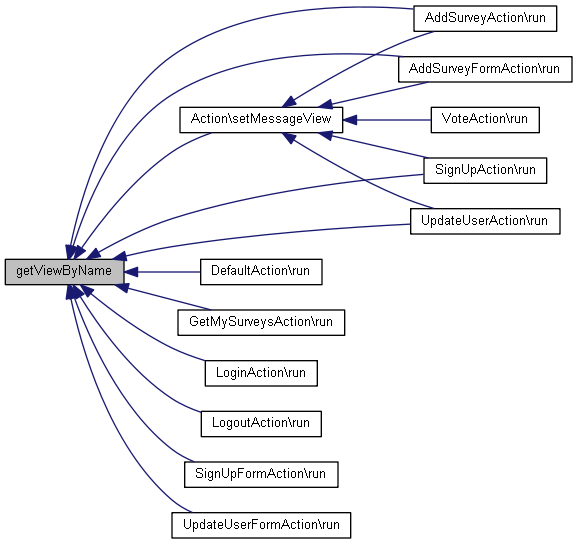 AddSurveyAction\run
AddSurveyFormAction\run
Action\setMessageView
VoteAction\run
SignUpAction\run
UpdateUserAction\run
getViewByName
DefaultAction\run
GetMySurveysAction\run
LoginAction\run
LogoutAction\run
SignUpFormAction\run
UpdateUserFormAction\run